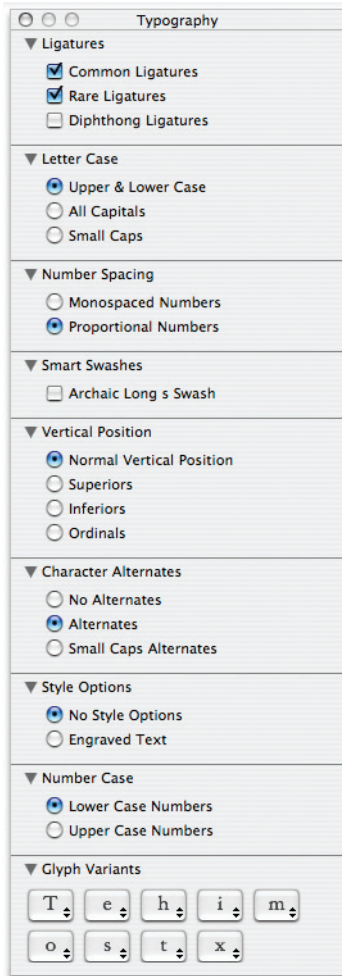 Typography
Ligatures
Common Ligatures
Rare Ligatures
Diphthong Ligatures
Letter Case
Upper & Lower Case
All Capitals
Small Caps
Number Spacing
Monospaced Numbers
Proportional Numbers
Smart Swashes
Archaic Long s Swash
Vertical Position
Normal Vertical Position
Superiors
Inferiors
Ordinals
Character Alternates
No Alternates
Alternates
Small Caps Alternates
Style Options
No Style Options
Engraved Text
Number Case
Lower Case Numbers
Upper Case Numbers
Glyph Variants
T e h i m
o s t x